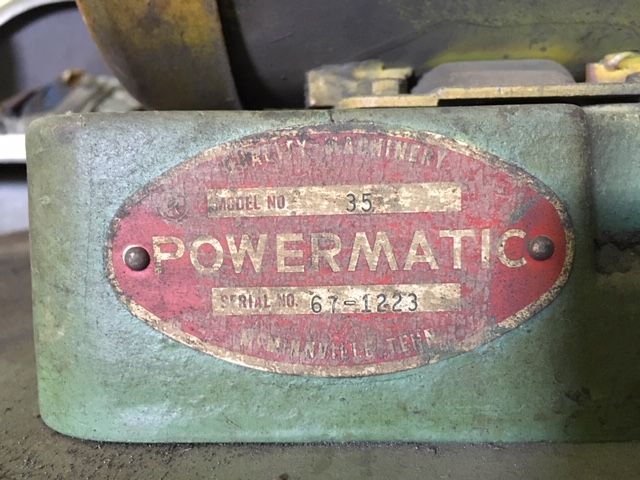 QUALITY MACHINERY
MODEL NO. 35
POWERMATIC
SERIAL NO. 67-1223
McMINNVILLE, TENN.